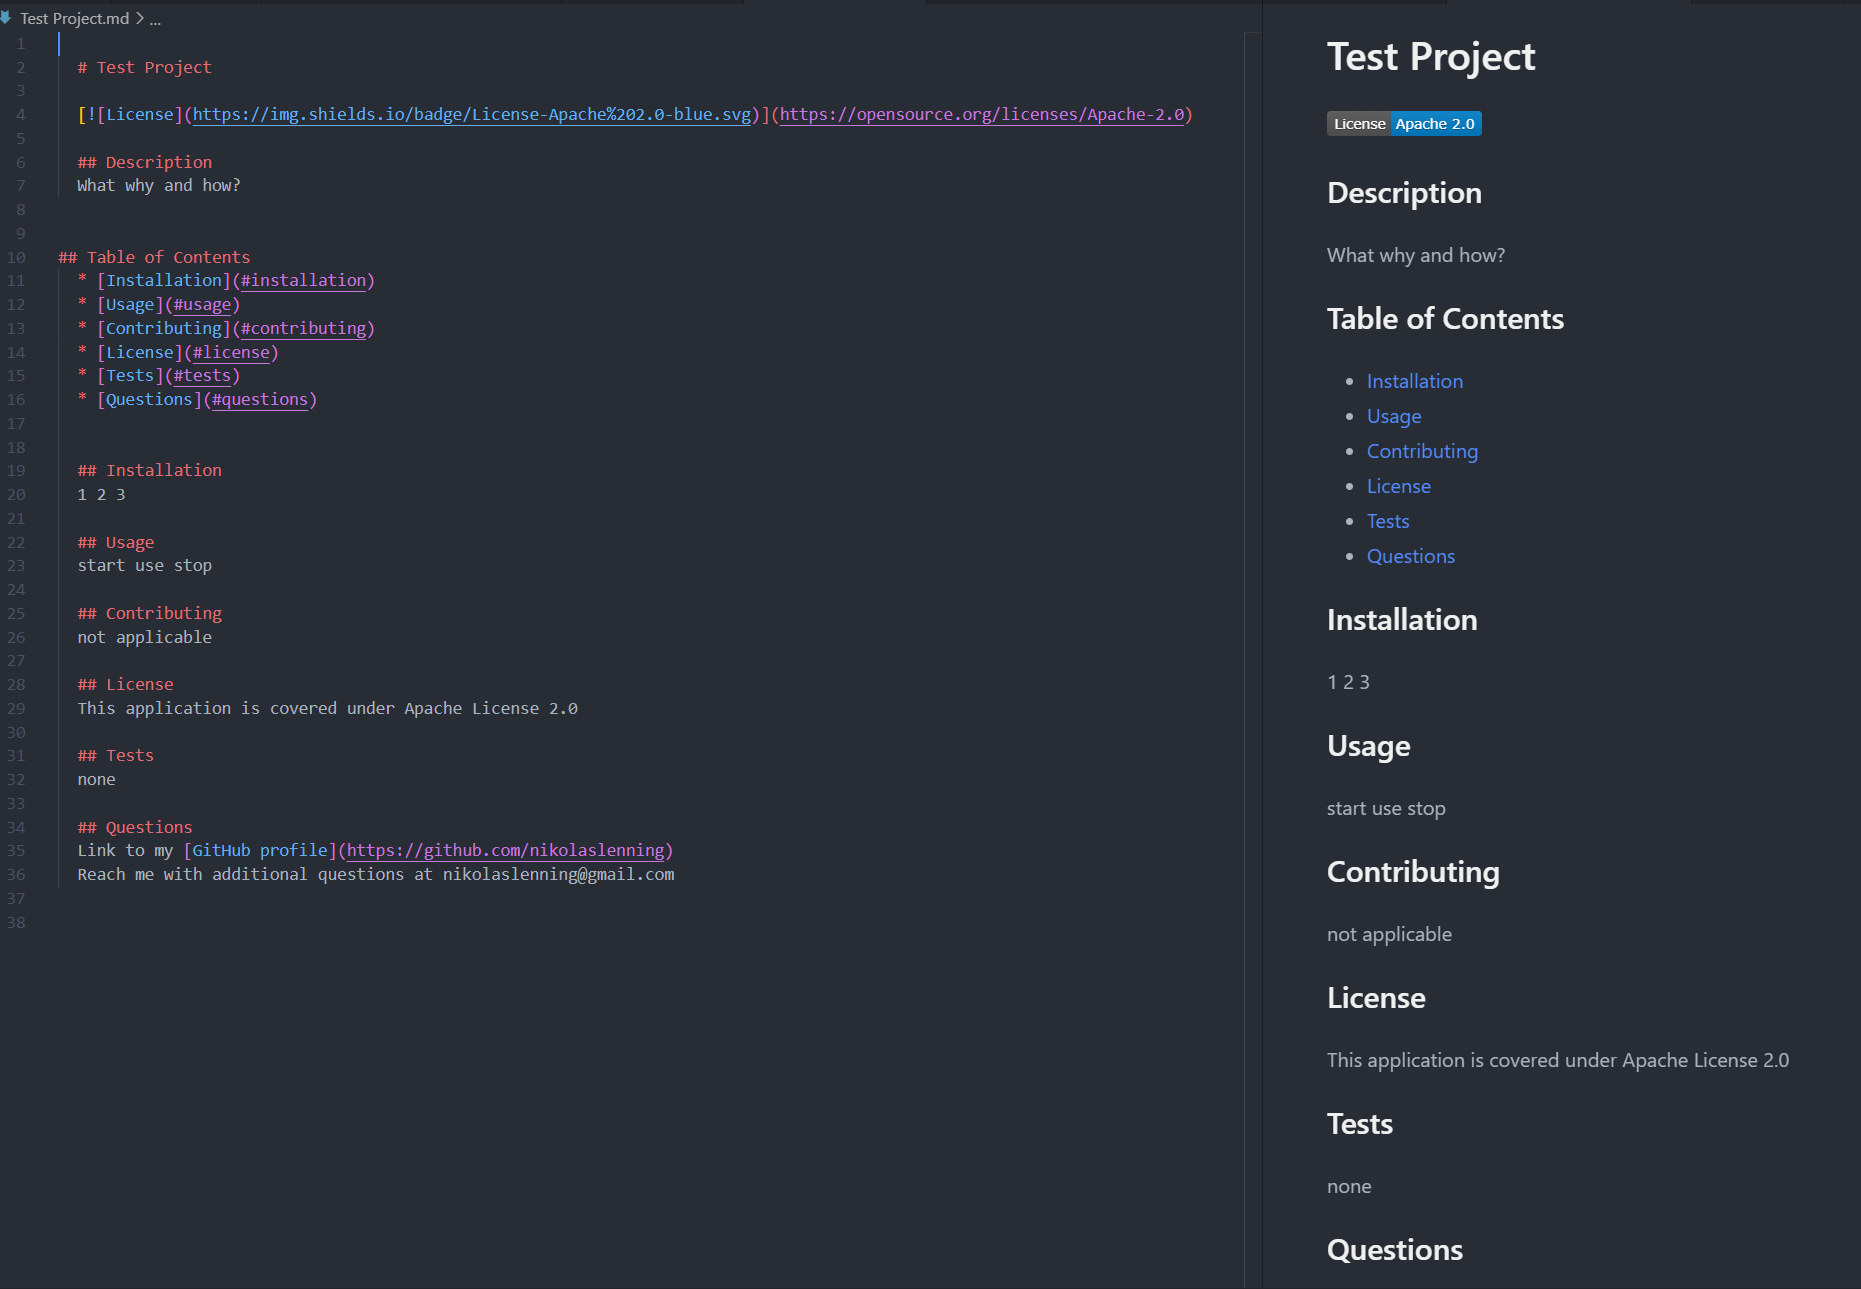 Test Project.md > ...
1
2 # Test Project
3
4 [![License](https://img.shields.io/badge/License-Apache%202.0-blue.svg)](https://opensource.org/licenses/Apache-2.0)
5
6 ## Description
7 What why and how?
8
9
10 ## Table of Contents
11 * [Installation](#installation)
12 * [Usage](#usage)
13 * [Contributing](#contributing)
14 * [License](#license)
15 * [Tests](#tests)
16 * [Questions](#questions)
17
18
19 ## Installation
20 1 2 3
21
22 ## Usage
23 start use stop
24
25 ## Contributing
26 not applicable
27
28 ## License
29 This application is covered under Apache License 2.0
30
31 ## Tests
32 none
33
34 ## Questions
35 Link to my [GitHub profile](https://github.com/nikolaslenning)
36 Reach me with additional questions at nikolaslenning@gmail.com
37
38
Test Project
License Apache 2.0
Description
What why and how?
Table of Contents
• Installation
• Usage
• Contributing
• License
• Tests
• Questions
Installation
1 2 3
Usage
start use stop
Contributing
not applicable
License
This application is covered under Apache License 2.0
Tests
none
Questions